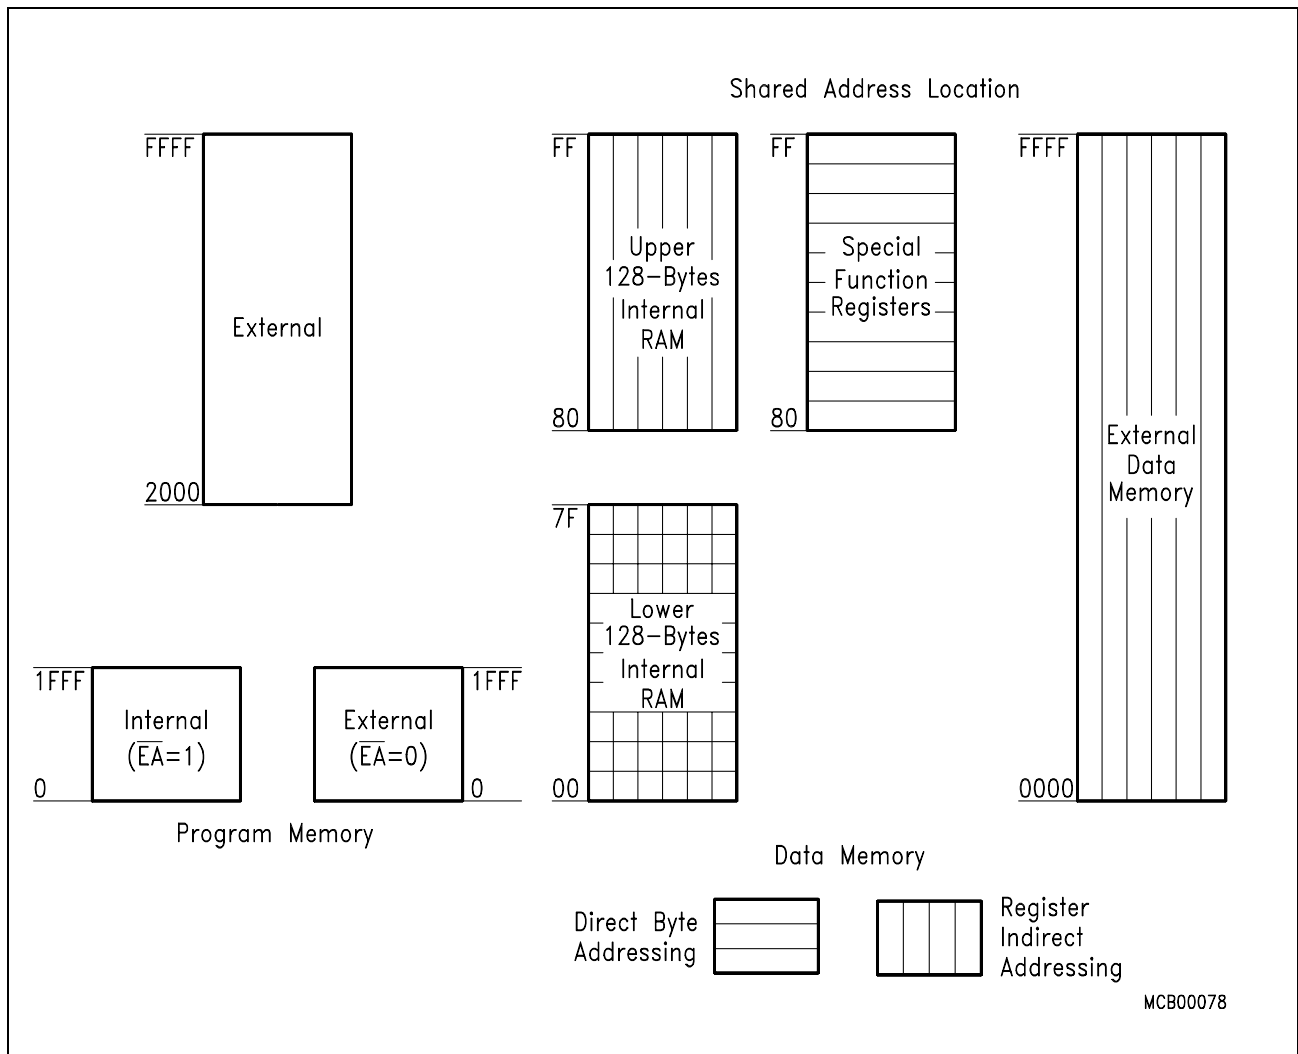 Shared Address Location
FFFF
External
2000
1FFF
Internal
(E̅A̅=1)
0
1FFF
External
(E̅A̅=0)
0
Program Memory
FF
Upper
128-Bytes
Internal
RAM
80
FF
Special
Function
Registers
80
7F
Lower
128-Bytes
Internal
RAM
00
FFFF
External
Data
Memory
0000
Data Memory
Direct Byte
Addressing
Register
Indirect
Addressing
MCB00078